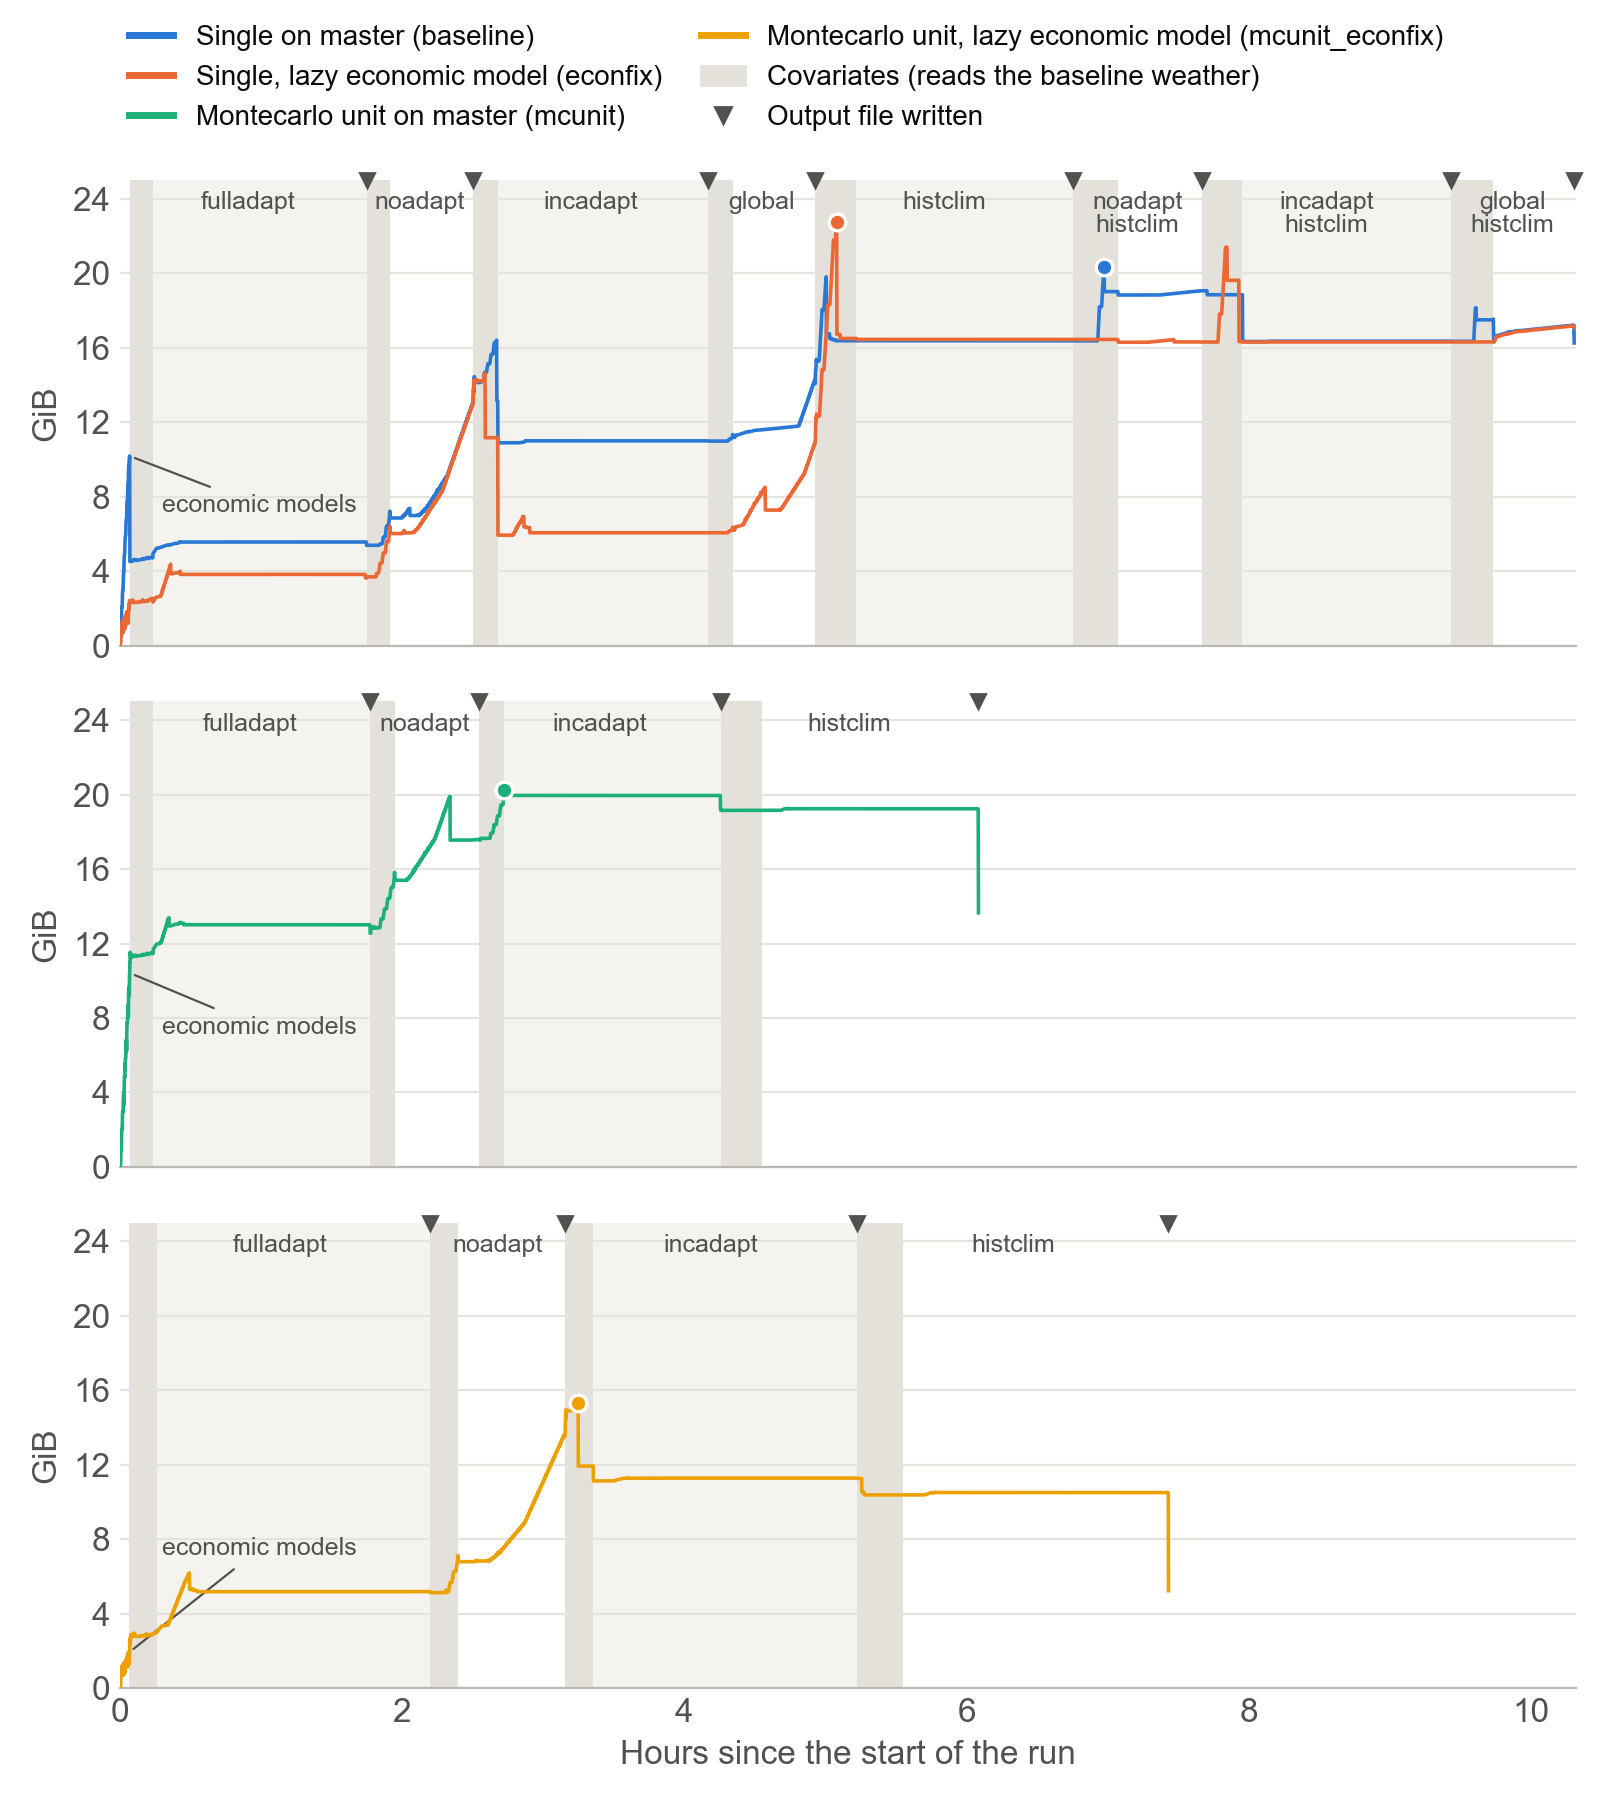 Single on master (baseline)
Single, lazy economic model (econfix)
Montecarlo unit on master (mcunit)
Montecarlo unit, lazy economic model (mcunit_econfix)
Covariates (reads the baseline weather)
Output file written
24
20
16
12
8
4
0
GiB
fulladapt
noadapt
incadapt
global
histclim
noadapt
histclim
incadapt
histclim
global
histclim
economic models
24
20
16
12
8
4
0
GiB
fulladapt
noadapt
incadapt
histclim
economic models
24
20
16
12
8
4
0
GiB
fulladapt
noadapt
incadapt
histclim
economic models
0
2
4
6
8
10
Hours since the start of the run